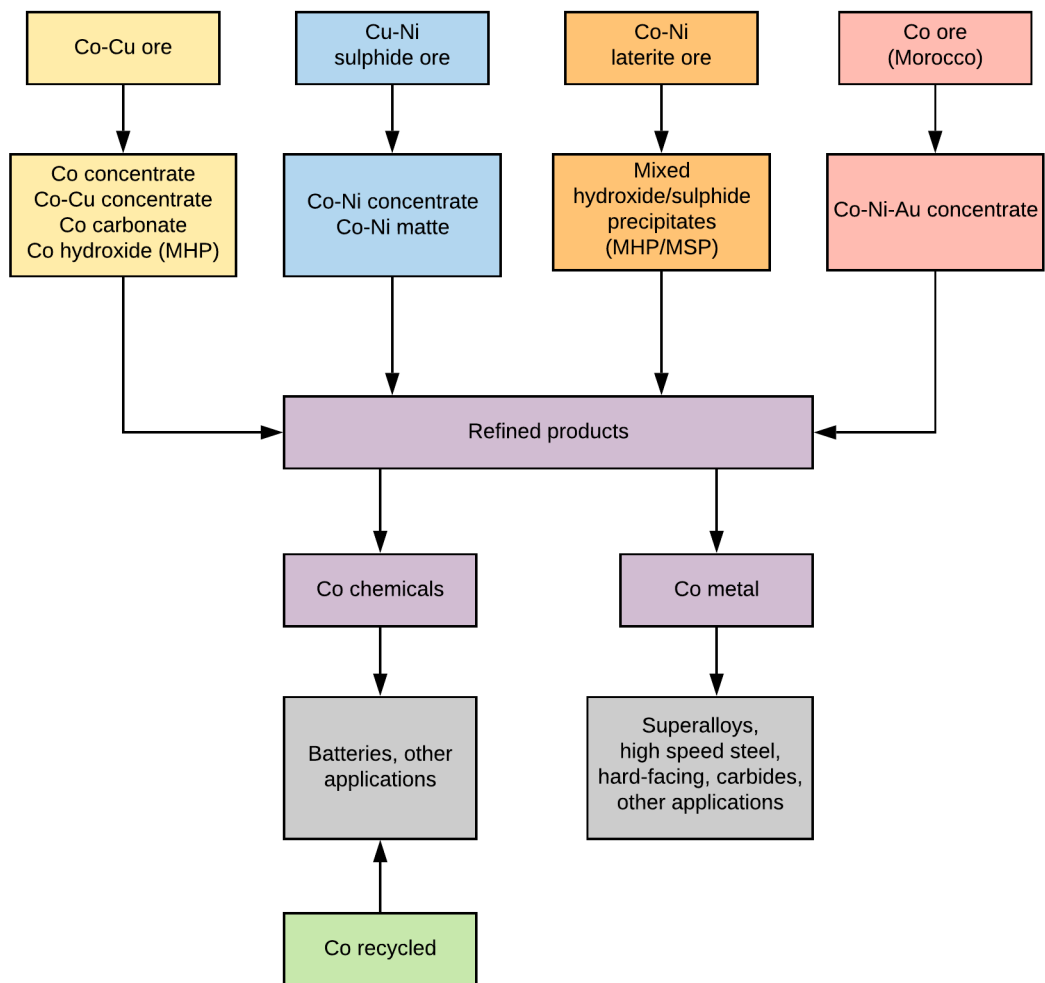 Co-Cu ore
Cu-Ni
sulphide ore
Co-Ni
laterite ore
Co ore
(Morocco)
Co concentrate
Co-Cu concentrate
Co carbonate
Co hydroxide (MHP)
Co-Ni concentrate
Co-Ni matte
Mixed
hydroxide/sulphide
precipitates
(MHP/MSP)
Co-Ni-Au concentrate
Refined products
Co chemicals
Co metal
Batteries, other
applications
Superalloys,
high speed steel,
hard-facing, carbides,
other applications
Co recycled